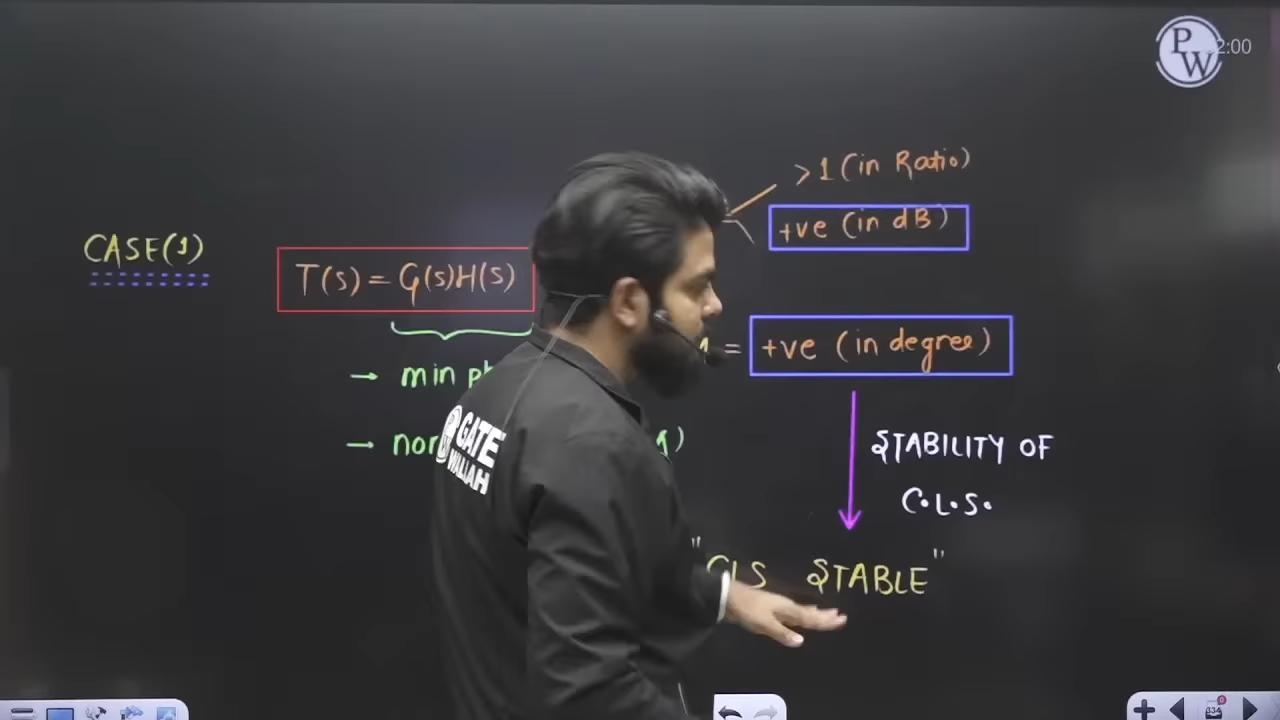 PW
2:00
>1 (in Ratio)
+ve (in dB)
CASE(1)
T(s) = G(s)H(s)
= +ve (in degree)
→ min
→
STABILITY OF
C.L.S.
"CLS STABLE"
GATE
WALLAH